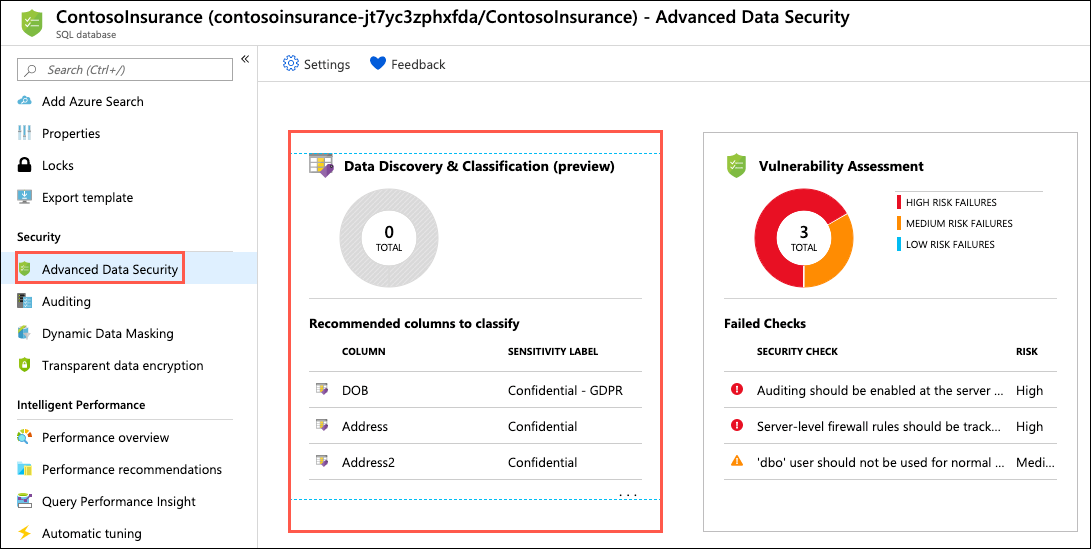 ContosoInsurance (contosoinsurance-jt7yc3zphxfda/ContosoInsurance) - Advanced Data Security
SQL database
Search (Ctrl+/)
«
Add Azure Search
Properties
Locks
Export template
Security
Advanced Data Security
Auditing
Dynamic Data Masking
Transparent data encryption
Intelligent Performance
Performance overview
Performance recommendations
Query Performance Insight
Automatic tuning
Settings
Feedback
Data Discovery & Classification (preview)
0
TOTAL
Recommended columns to classify
COLUMN SENSITIVITY LABEL
DOB Confidential - GDPR
Address Confidential
Address2 Confidential
...
Vulnerability Assessment
3
TOTAL
HIGH RISK FAILURES
MEDIUM RISK FAILURES
LOW RISK FAILURES
Failed Checks
SECURITY CHECK RISK
Auditing should be enabled at the server ... High
Server-level firewall rules should be track... High
'dbo' user should not be used for normal ... Medi...